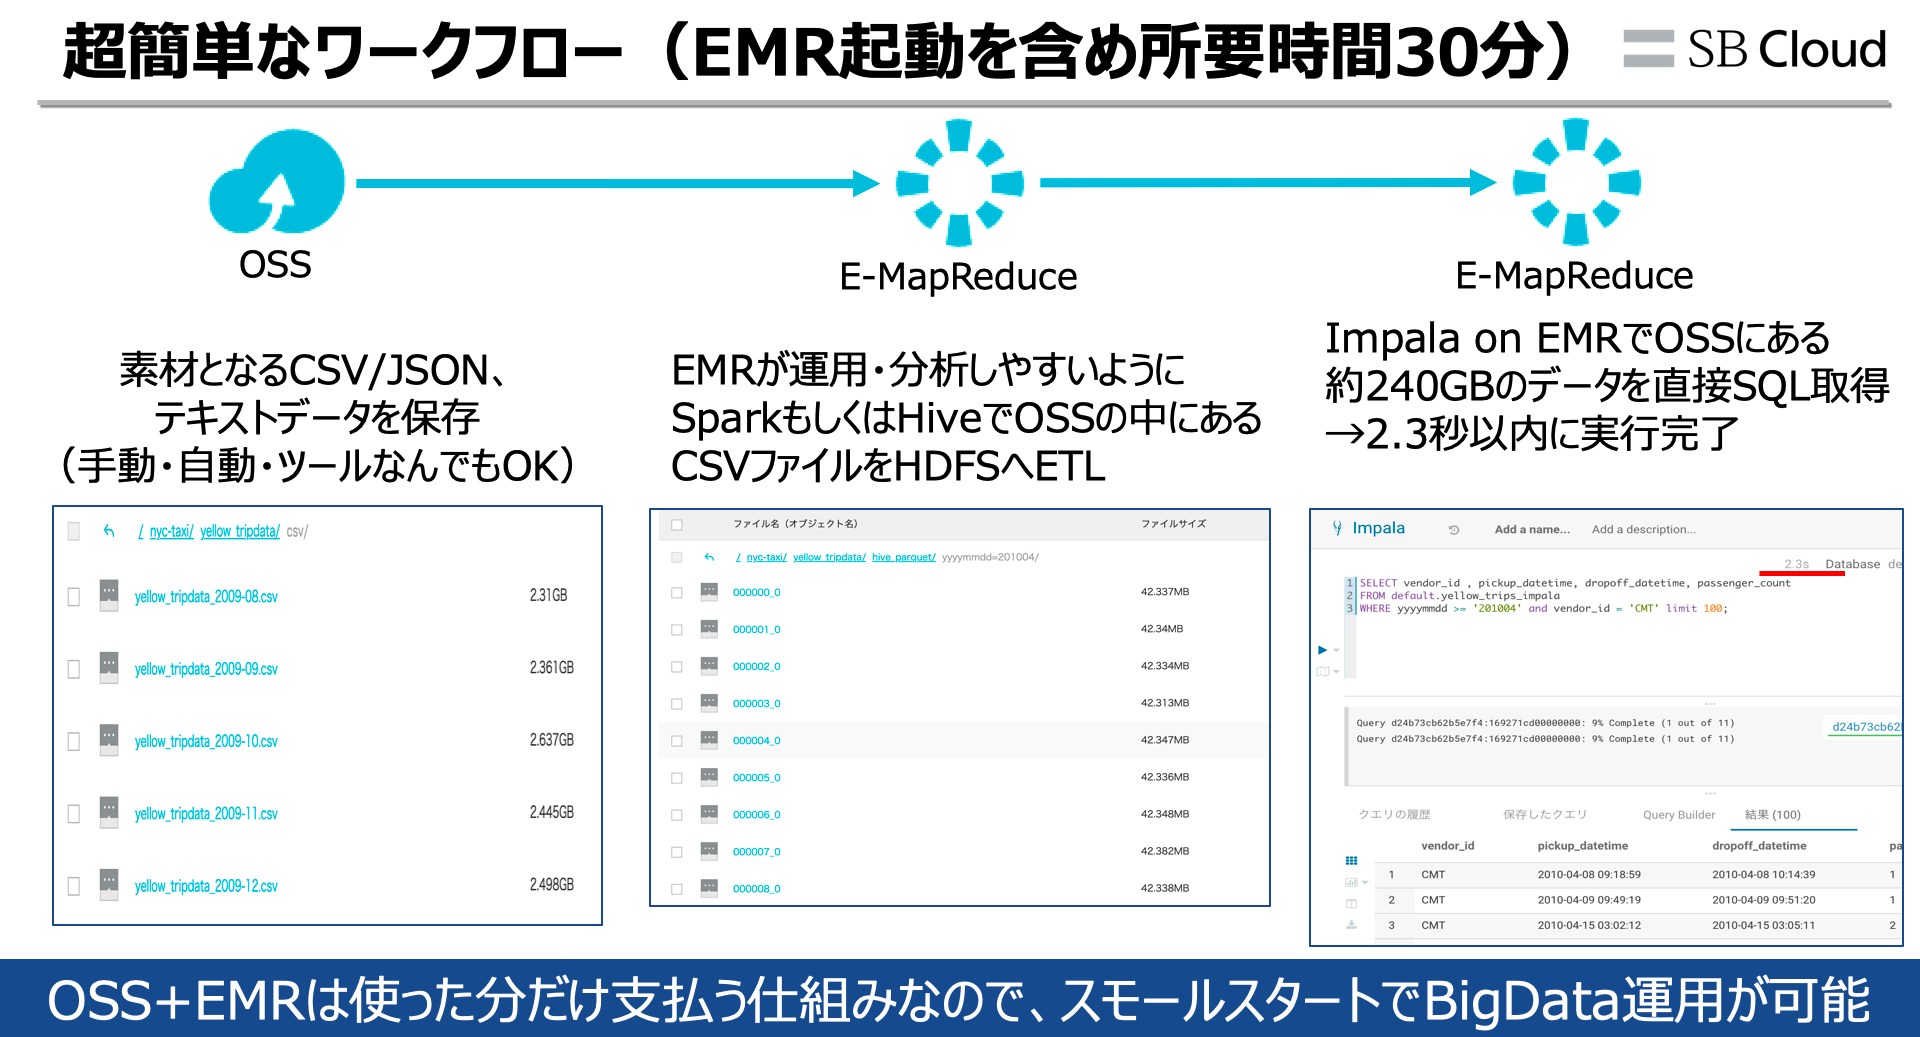 超簡単なワークフロー（EMR起動を含め所要時間30分）
SB Cloud
OSS
E-MapReduce
E-MapReduce
素材となるCSV/JSON、
テキストデータを保存
（手動・自動・ツールなんでもOK）
EMRが運用・分析しやすいように
SparkもしくはHiveでOSSの中にある
CSVファイルをHDFSへETL
Impala on EMRでOSSにある
約240GBのデータを直接SQL取得
→2.3秒以内に実行完了
/ nyc-taxi/ yellow_tripdata/ csv/
yellow_tripdata_2009-08.csv 2.31GB
yellow_tripdata_2009-09.csv 2.361GB
yellow_tripdata_2009-10.csv 2.637GB
yellow_tripdata_2009-11.csv 2.445GB
yellow_tripdata_2009-12.csv 2.498GB
ファイル名（オブジェクト名） ファイルサイズ
/ nyc-taxi/ yellow_tripdata/ hive_parquet/ yyyymmdd=201004/
000000_0 42.337MB
000001_0 42.34MB
000002_0 42.334MB
000003_0 42.313MB
000004_0 42.347MB
000005_0 42.336MB
000006_0 42.348MB
000007_0 42.382MB
000008_0 42.338MB
Impala Add a name... Add a description...
2.3s Database de
1 SELECT vendor_id , pickup_datetime, dropoff_datetime, passenger_count
2 FROM default.yellow_trips_impala
3 WHERE yyyymmdd >= '201004' and vendor_id = 'CMT' limit 100;
Query d24b73cb62b5e7f4:169271cd00000000: 9% Complete (1 out of 11)
Query d24b73cb62b5e7f4:169271cd00000000: 9% Complete (1 out of 11)
d24b73cb62
クエリの履歴 保存したクエリ Query Builder 結果 (100)
vendor_id pickup_datetime dropoff_datetime pa
1 CMT 2010-04-08 09:18:59 2010-04-08 10:14:39 1
2 CMT 2010-04-09 09:49:19 2010-04-09 09:51:20 1
3 CMT 2010-04-15 03:02:12 2010-04-15 03:05:11 2
OSS+EMRは使った分だけ支払う仕組みなので、スモールスタートでBigData運用が可能